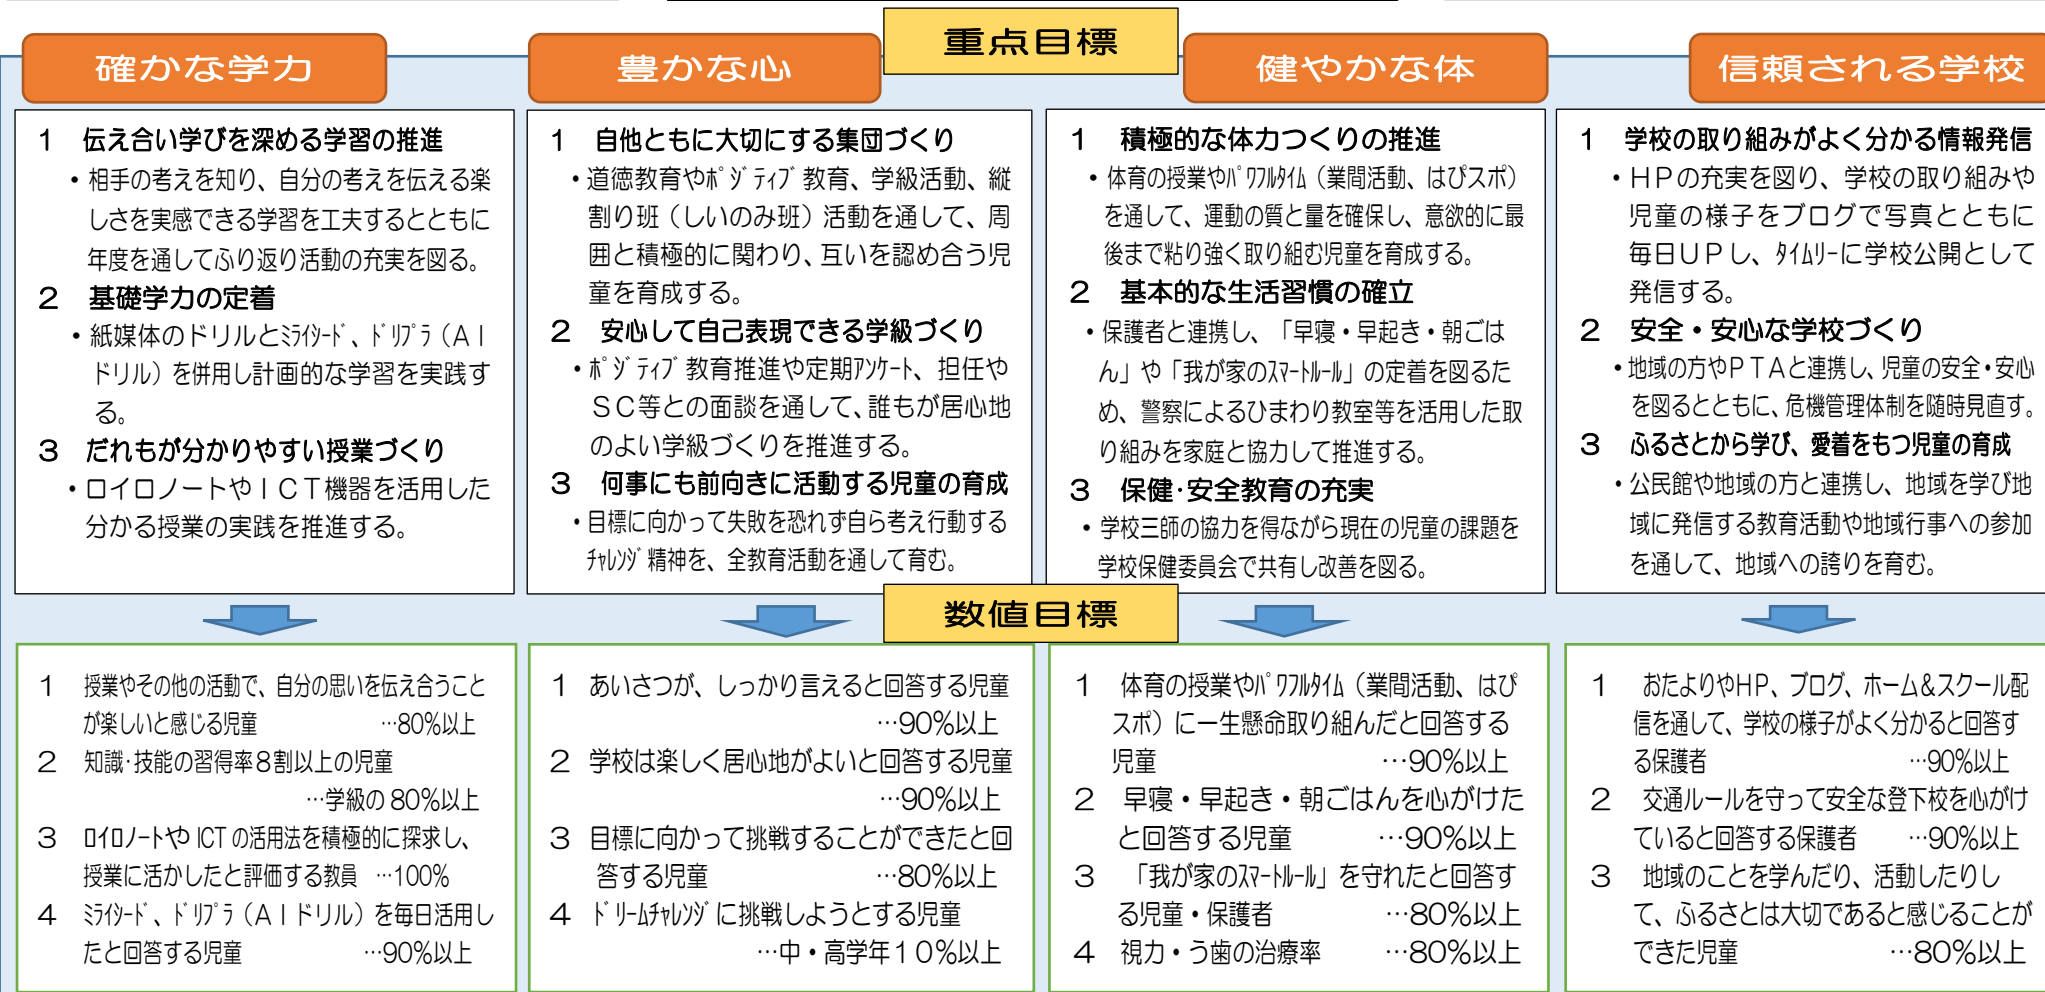 重点目標
確かな学力
1 伝え合い学びを深める学習の推進
・相手の考えを知り、自分の考えを伝える楽
しさを実感できる学習を工夫するとともに
年度を通してふり返り活動の充実を図る。
2 基礎学力の定着
・紙媒体のドリルとﾐﾗｲｼｰﾄﾞ、ﾄﾞﾘﾌﾟﾗ（AI
ドリル）を併用し計画的な学習を実践す
る。
3 だれもが分かりやすい授業づくり
・ロイロノートやICT機器を活用した
分かる授業の実践を推進する。
豊かな心
1 自他ともに大切にする集団づくり
・道徳教育やﾎﾟｼﾞﾃｨﾌﾞ教育、学級活動、縦
割り班（しいのみ班）活動を通して、周
囲と積極的に関わり、互いを認め合う児
童を育成する。
2 安心して自己表現できる学級づくり
・ﾎﾟｼﾞﾃｨﾌﾞ教育推進や定期ｱﾝｹｰﾄ、担任や
SC等との面談を通して、誰もが居心地
のよい学級づくりを推進する。
3 何事にも前向きに活動する児童の育成
・目標に向かって失敗を恐れず自ら考え行動する
ﾁｬﾚﾝｼﾞ精神を、全教育活動を通して育む。
健やかな体
1 積極的な体力つくりの推進
・体育の授業やﾊﾟﾜﾌﾙﾀｲﾑ（業間活動、はぴスポ）
を通して、運動の質と量を確保し、意欲的に最
後まで粘り強く取り組む児童を育成する。
2 基本的な生活習慣の確立
・保護者と連携し、「早寝・早起き・朝ごは
ん」や「我が家のｽﾏｰﾄﾙｰﾙ」の定着を図るた
め、警察によるひまわり教室等を活用した取
り組みを家庭と協力して推進する。
3 保健・安全教育の充実
・学校三師の協力を得ながら現在の児童の課題を
学校保健委員会で共有し改善を図る。
信頼される学校
1 学校の取り組みがよく分かる情報発信
・HPの充実を図り、学校の取り組みや
児童の様子をブログで写真とともに
毎日UPし、ﾀｲﾑﾘｰに学校公開として
発信する。
2 安全・安心な学校づくり
・地域の方やPTAと連携し、児童の安全・安心
を図るとともに、危機管理体制を随時見直す。
3 ふるさとから学び、愛着をもつ児童の育成
・公民館や地域の方と連携し、地域を学び地
域に発信する教育活動や地域行事への参加
を通して、地域への誇りを育む。
数値目標
1 授業やその他の活動で、自分の思いを伝え合うこと
が楽しいと感じる児童 …80%以上
2 知識・技能の習得率8割以上の児童
…学級の80%以上
3 ﾛｲﾛﾉｰﾄやICTの活用法を積極的に探求し、
授業に活かしたと評価する教員 …100%
4 ﾐﾗｲｼｰﾄﾞ、ﾄﾞﾘﾌﾟﾗ（AIドリル）を毎日活用し
たと回答する児童 …90%以上
1 あいさつが、しっかり言えると回答する児童
…90%以上
2 学校は楽しく居心地がよいと回答する児童
…90%以上
3 目標に向かって挑戦することができたと回
答する児童 …80%以上
4 ﾄﾞﾘｰﾑﾁｬﾚﾝｼﾞに挑戦しようとする児童
…中・高学年10%以上
1 体育の授業やﾊﾟﾜﾌﾙﾀｲﾑ（業間活動、はぴ
スポ）に一生懸命取り組んだと回答する
児童 …90%以上
2 早寝・早起き・朝ごはんを心がけた
と回答する児童 …90%以上
3 「我が家のｽﾏｰﾄﾙｰﾙ」を守れたと回答す
る児童・保護者 …80%以上
4 視力・う歯の治療率 …80%以上
1 おたよりやHP、ブログ、ホーム&スクール配
信を通して、学校の様子がよく分かると回答す
る保護者 …90%以上
2 交通ルールを守って安全な登下校を心がけ
ていると回答する保護者 …90%以上
3 地域のことを学んだり、活動したりし
て、ふるさとは大切であると感じることが
できた児童 …80%以上